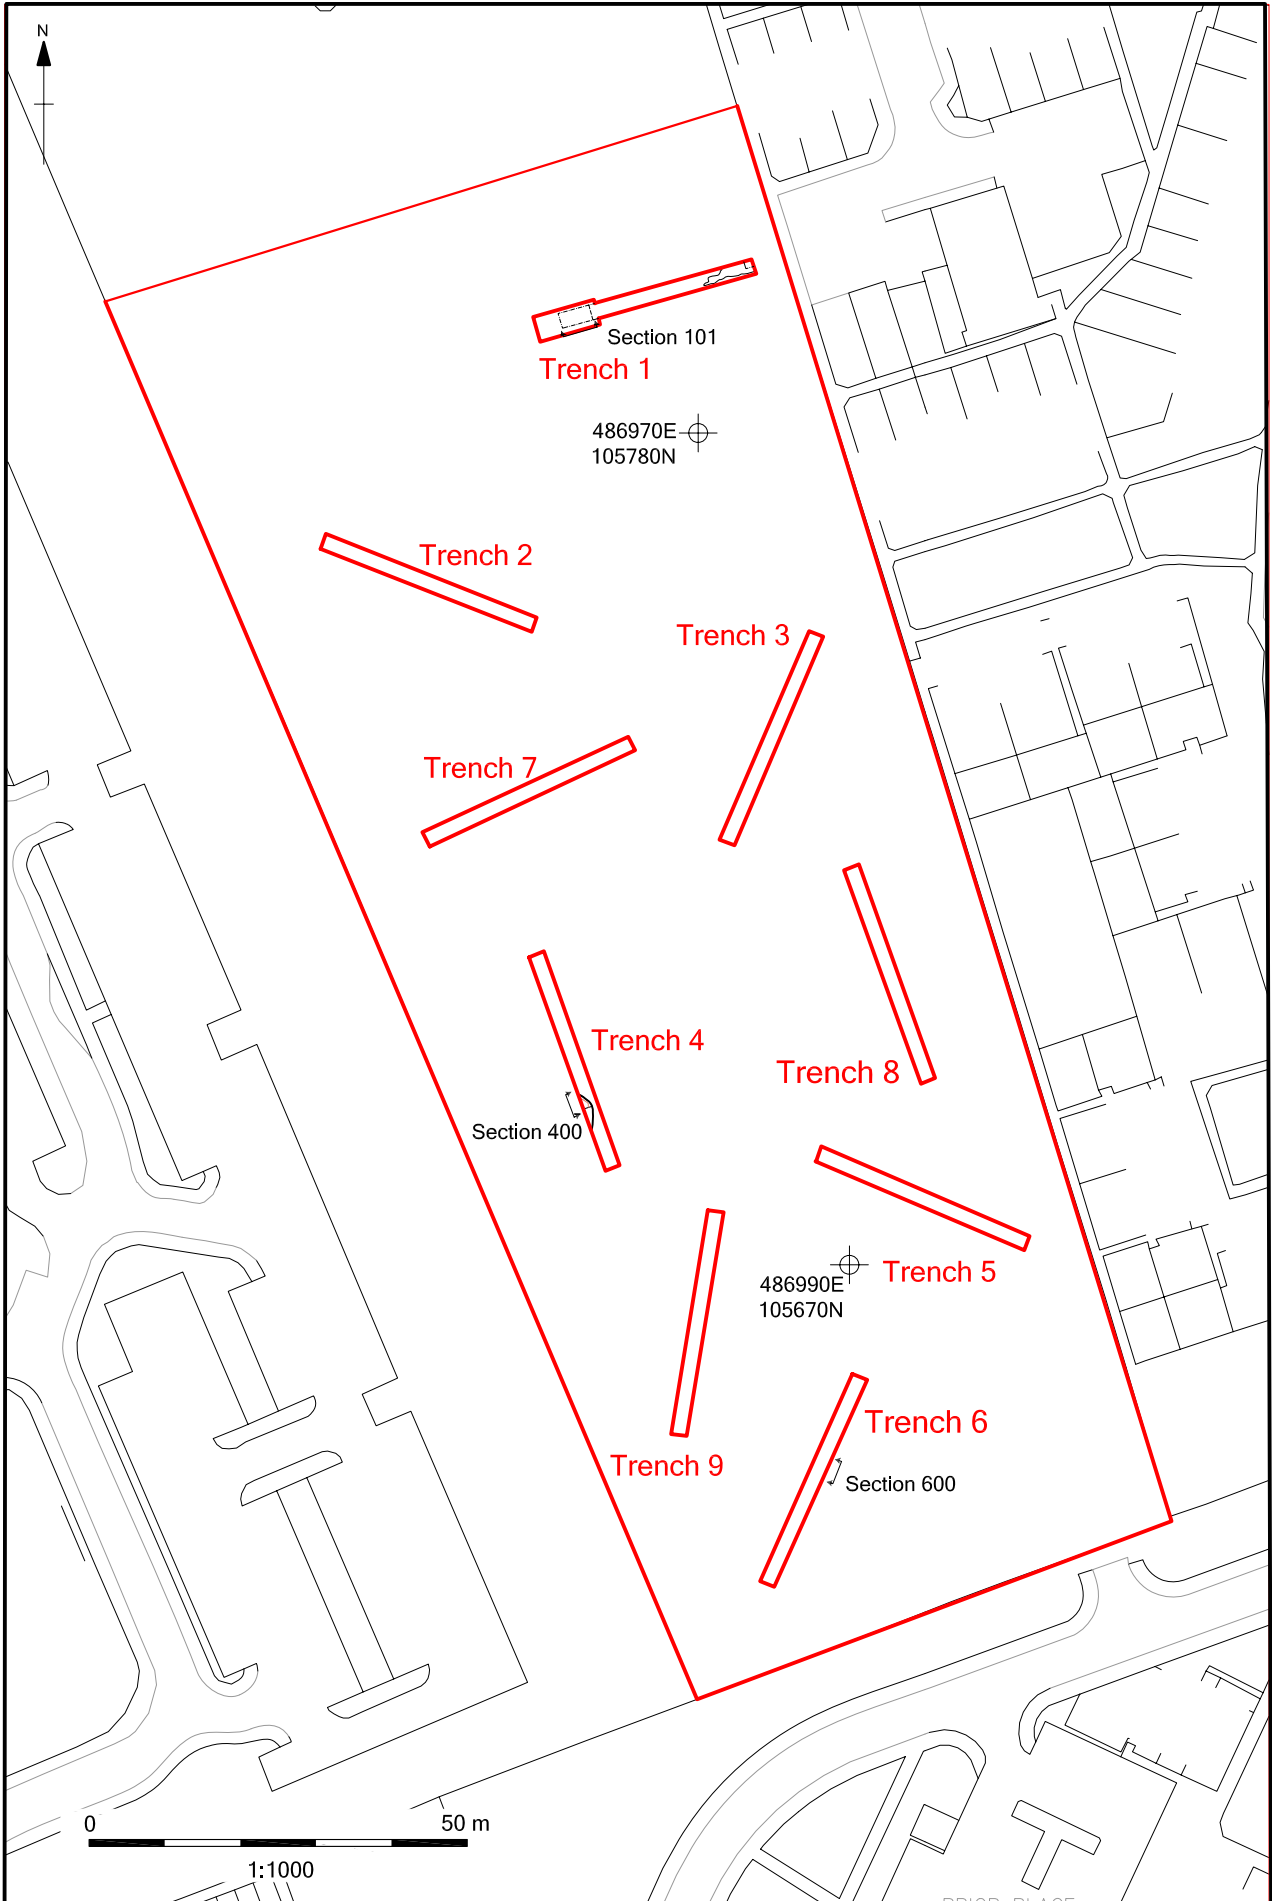 N
Section 101
Trench 1
486970E
105780N
Trench 2
Trench 3
Trench 7
Trench 4
Trench 8
Section 400
Trench 5
486990E
105670N
Trench 6
Trench 9
Section 600
0
50 m
1:1000